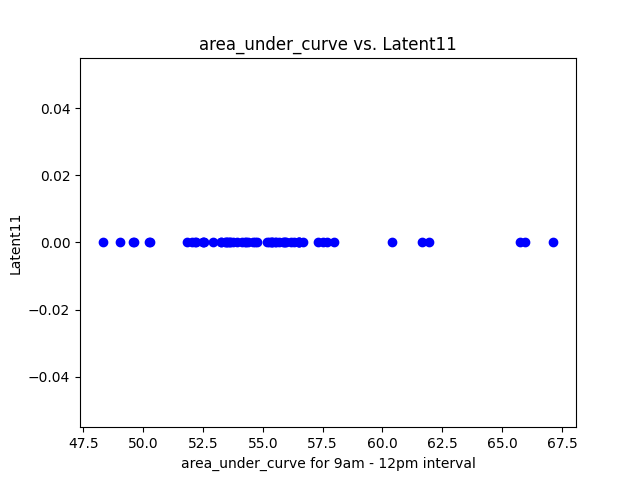 area_under_curve vs. Latent11
0.04
0.02
0.00
−0.02
−0.04
Latent11
47.5 50.0 52.5 55.0 57.5 60.0 62.5 65.0 67.5
area_under_curve for 9am - 12pm interval